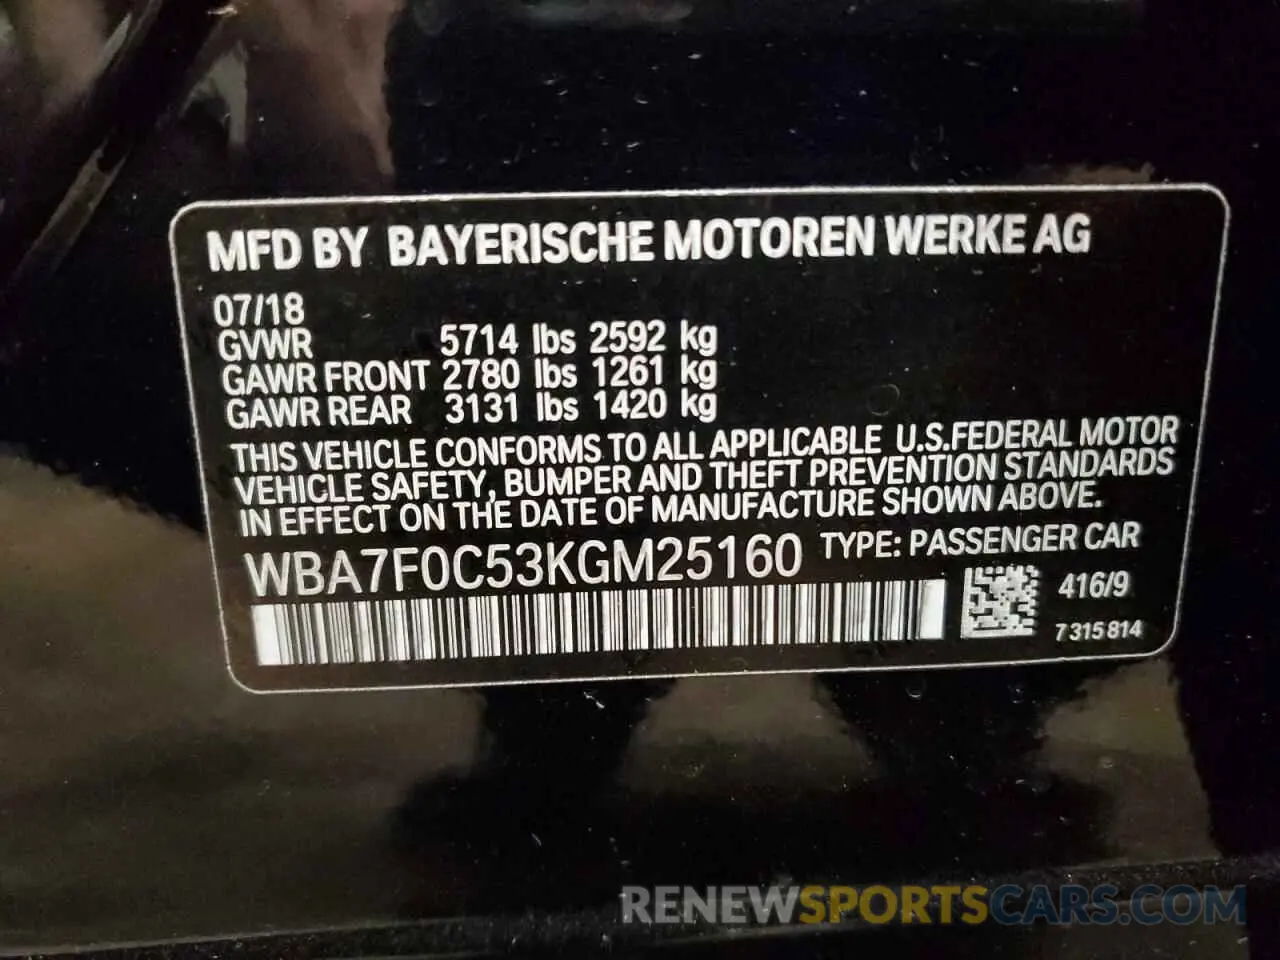 MFD BY BAYERISCHE MOTOREN WERKE AG
07/18
GVWR 5714 lbs 2592 kg
GAWR FRONT 2780 lbs 1261 kg
GAWR REAR 3131 lbs 1420 kg
THIS VEHICLE CONFORMS TO ALL APPLICABLE U.S.FEDERAL MOTOR
VEHICLE SAFETY, BUMPER AND THEFT PREVENTION STANDARDS
IN EFFECT ON THE DATE OF MANUFACTURE SHOWN ABOVE.
WBA7F0C53KGM25160 TYPE: PASSENGER CAR
416/9
7315814
RENEWSPORTSCARS.COM